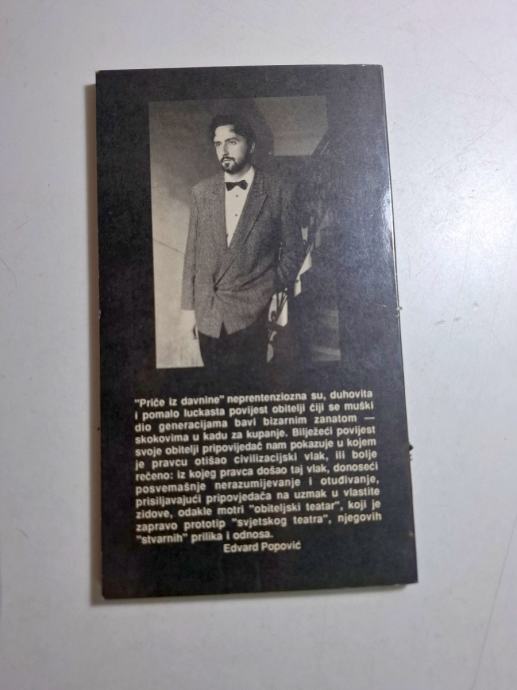 "Priče iz davnine" neprentenziozna su, duhovita
i pomalo luckasta povijest obitelji čiji se muški
dio generacijama bavi bizarnim zanatom —
skokovima u kadu za kupanje. Bilježeći povijest
svoje obitelji pripovijedač nam pokazuje u kojem
je pravcu otišao civilizacijski vlak, ili bolje
rečeno: iz kojeg pravca došao taj vlak, donoseći
posvemašnje nerazumijevanje i otuđivanje,
prisiljavajući pripovjedača na uzmak u vlastite
zidove, odakle motri "obiteljski teatar", koji je
zapravo prototip "svjetskog teatra", njegovih
"stvarnih" prilika i odnosa.
Edvard Popović